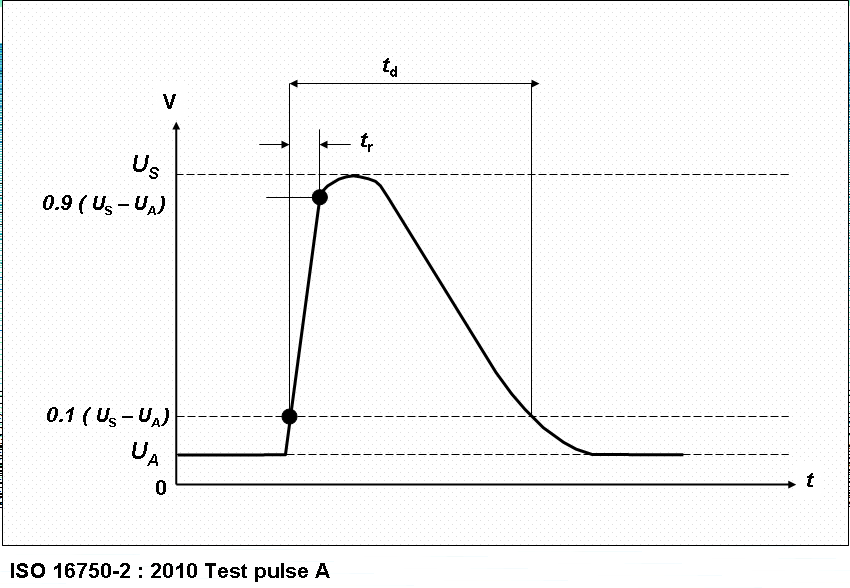 td
V
tr
US
0.9 ( US – UA)
0.1 ( US – UA)
UA
0
t
ISO 16750-2 : 2010 Test pulse A